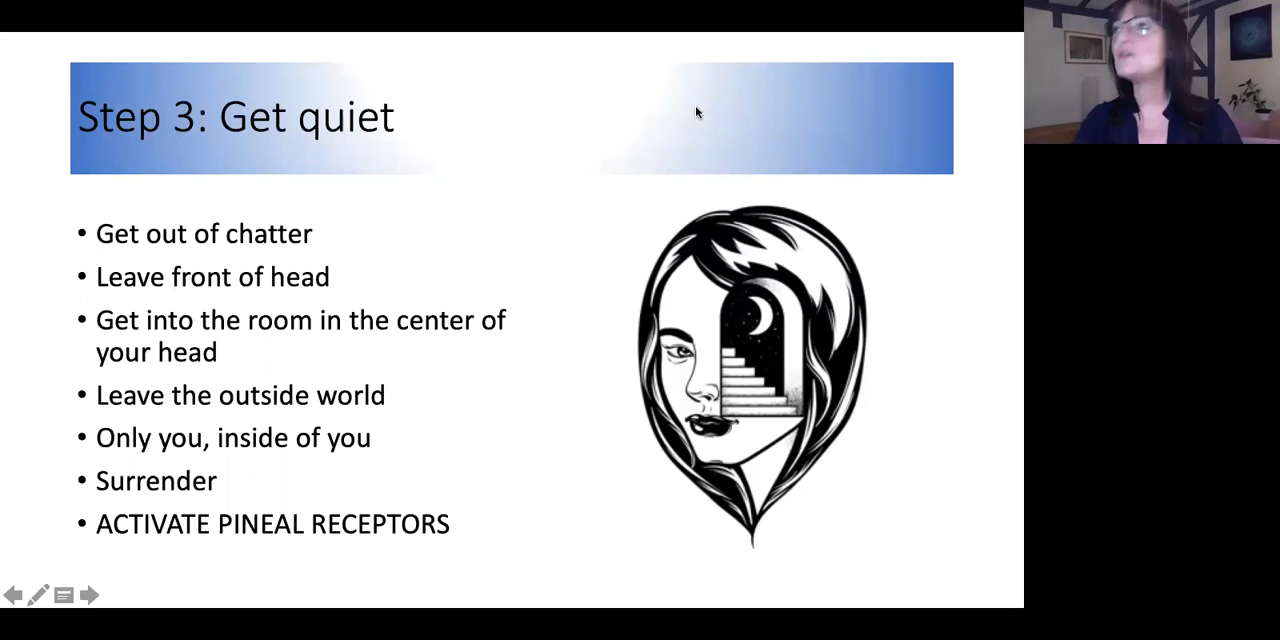 Step 3: Get quiet
• Get out of chatter
• Leave front of head
• Get into the room in the center of
your head
• Leave the outside world
• Only you, inside of you
• Surrender
• ACTIVATE PINEAL RECEPTORS